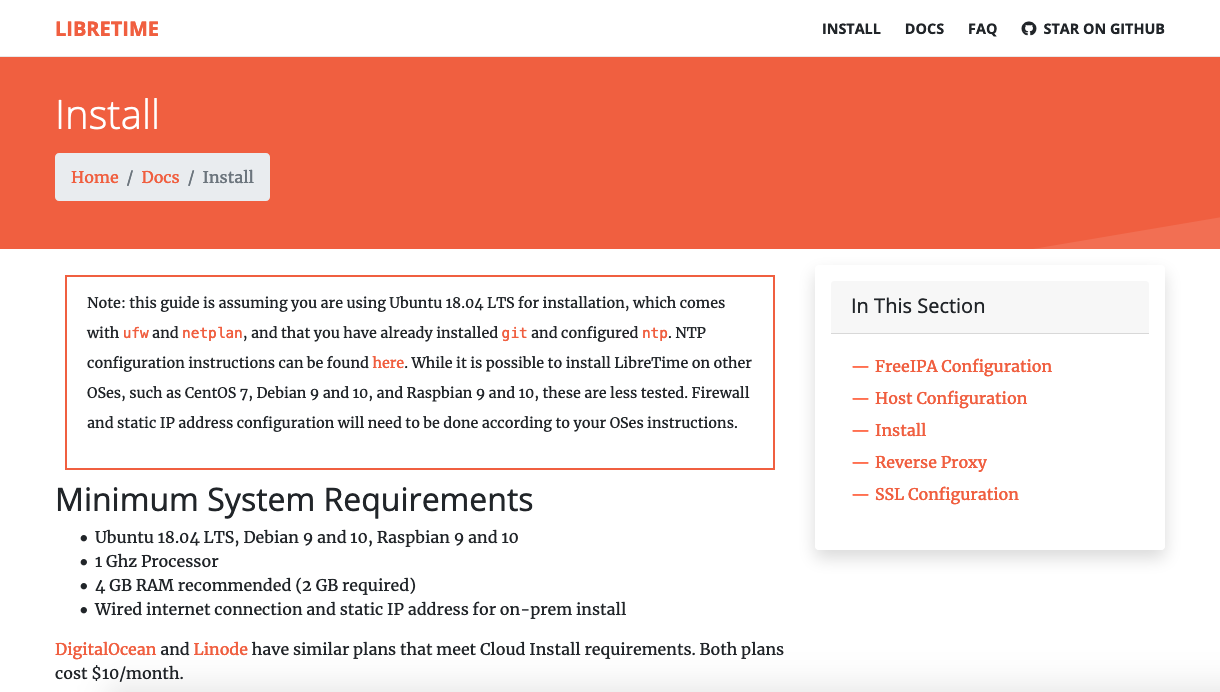 LIBRETIME
INSTALL DOCS FAQ STAR ON GITHUB
Install
Home / Docs / Install
Note: this guide is assuming you are using Ubuntu 18.04 LTS for installation, which comes
with ufw and netplan, and that you have already installed git and configured ntp. NTP
configuration instructions can be found here. While it is possible to install LibreTime on other
OSes, such as CentOS 7, Debian 9 and 10, and Raspbian 9 and 10, these are less tested. Firewall
and static IP address configuration will need to be done according to your OSes instructions.
Minimum System Requirements
• Ubuntu 18.04 LTS, Debian 9 and 10, Raspbian 9 and 10
• 1 Ghz Processor
• 4 GB RAM recommended (2 GB required)
• Wired internet connection and static IP address for on-prem install
DigitalOcean and Linode have similar plans that meet Cloud Install requirements. Both plans
cost $10/month.
In This Section
— FreeIPA Configuration
— Host Configuration
— Install
— Reverse Proxy
— SSL Configuration